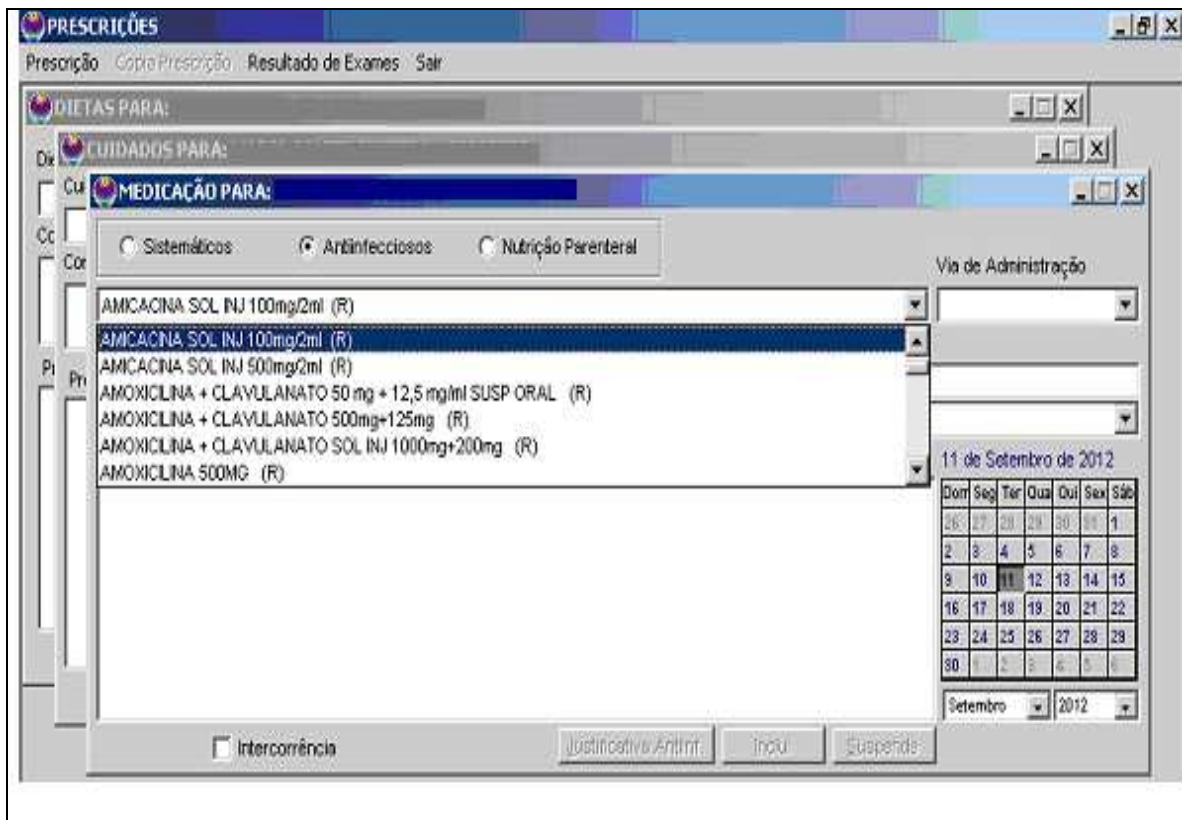 PRESCRIÇÕES
Prescrição Copia Prescrição Resultado de Exames Sair
DIETAS PARA:
CUIDADOS PARA:
MEDICAÇÃO PARA:
Sistemáticos Antiinfecciosos Nutrição Parenteral
Via de Administração
AMICACINA SOL INJ 100mg/2ml (R)
AMICACINA SOL INJ 100mg/2ml (R)
AMICACINA SOL INJ 500mg/2ml (R)
AMOXICILINA + CLAVULANATO 50 mg + 12,5 mg/ml SUSP ORAL (R)
AMOXICILINA + CLAVULANATO 500mg+125mg (R)
AMOXICILINA + CLAVULANATO SOL INJ 1000mg+200mg (R)
AMOXICILINA 500MG (R)
11 de Setembro de 2012
Dom Seg Ter Qua Qui Sex Sáb
26 27 28 29 30 31 1
2 3 4 5 6 7 8
9 10 11 12 13 14 15
16 17 18 19 20 21 22
23 24 25 26 27 28 29
30 1 2 3 4 5 6
Setembro 2012
Intercorrência Justificativa Antiinf. Inclui Suspende